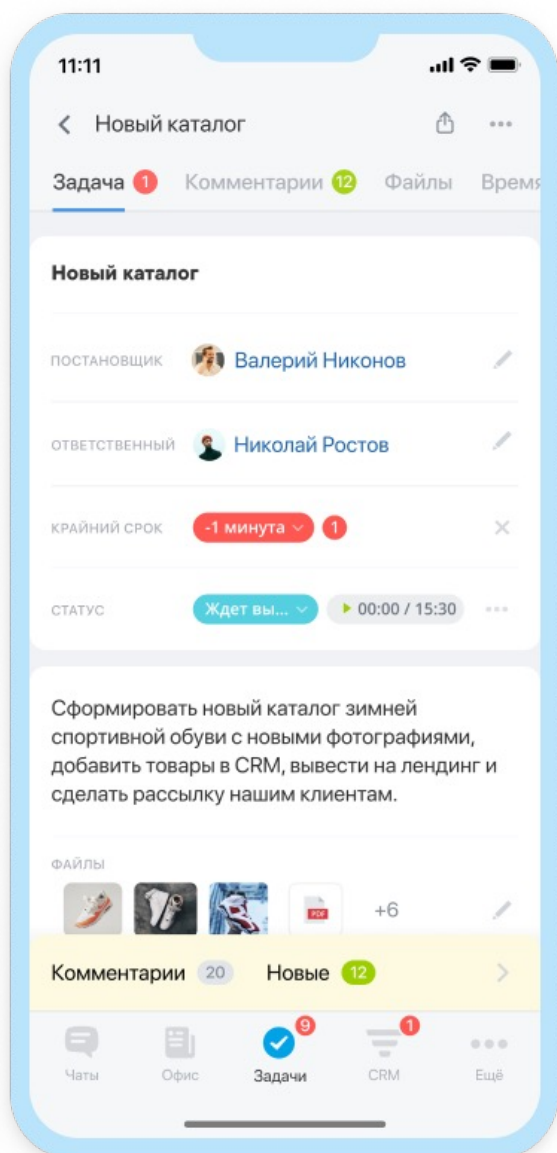 11:11
Новый каталог
Задача 1 Комментарии 12 Файлы Время
Новый каталог
ПОСТАНОВЩИК Валерий Никонов
ОТВЕТСТВЕННЫЙ Николай Ростов
КРАЙНИЙ СРОК -1 минута 1
СТАТУС Ждет вы... 00:00 / 15:30
Сформировать новый каталог зимней
спортивной обуви с новыми фотографиями,
добавить товары в CRM, вывести на лендинг и
сделать рассылку нашим клиентам.
ФАЙЛЫ
PDF +6
Комментарии 20 Новые 12
9 1
Чаты Офис Задачи CRM Ещё